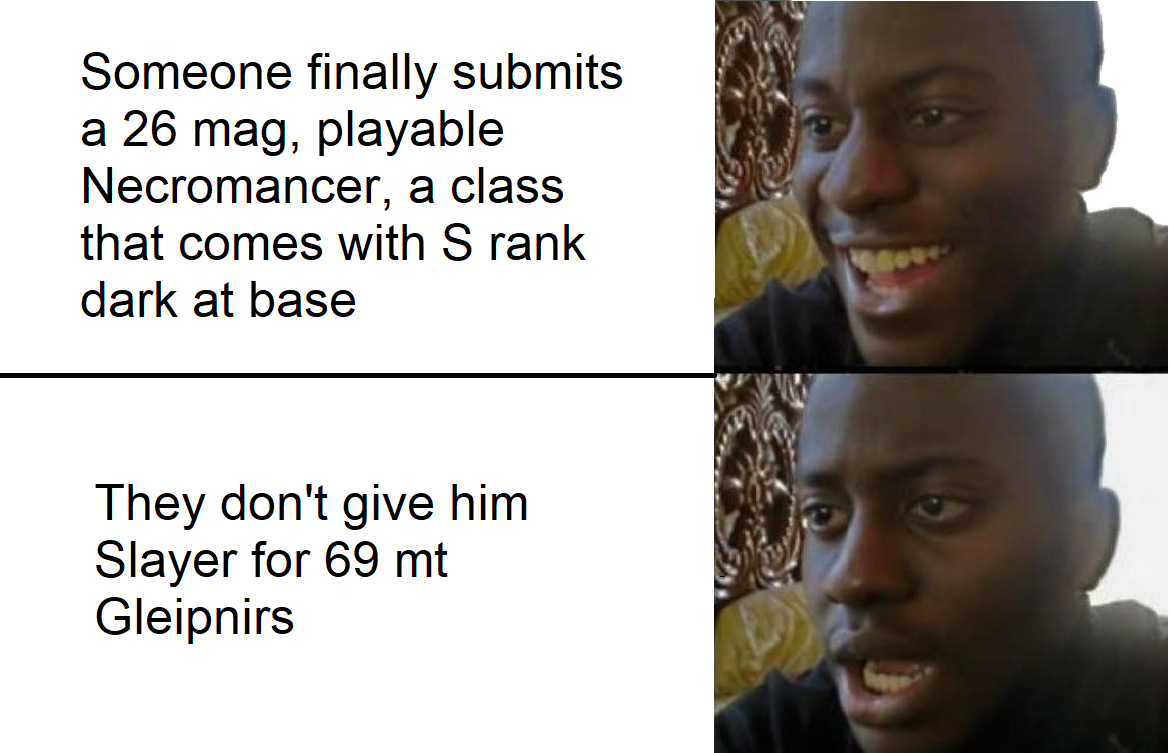 Someone finally submits
a 26 mag, playable
Necromancer, a class
that comes with S rank
dark at base
They don't give him
Slayer for 69 mt
Gleipnirs